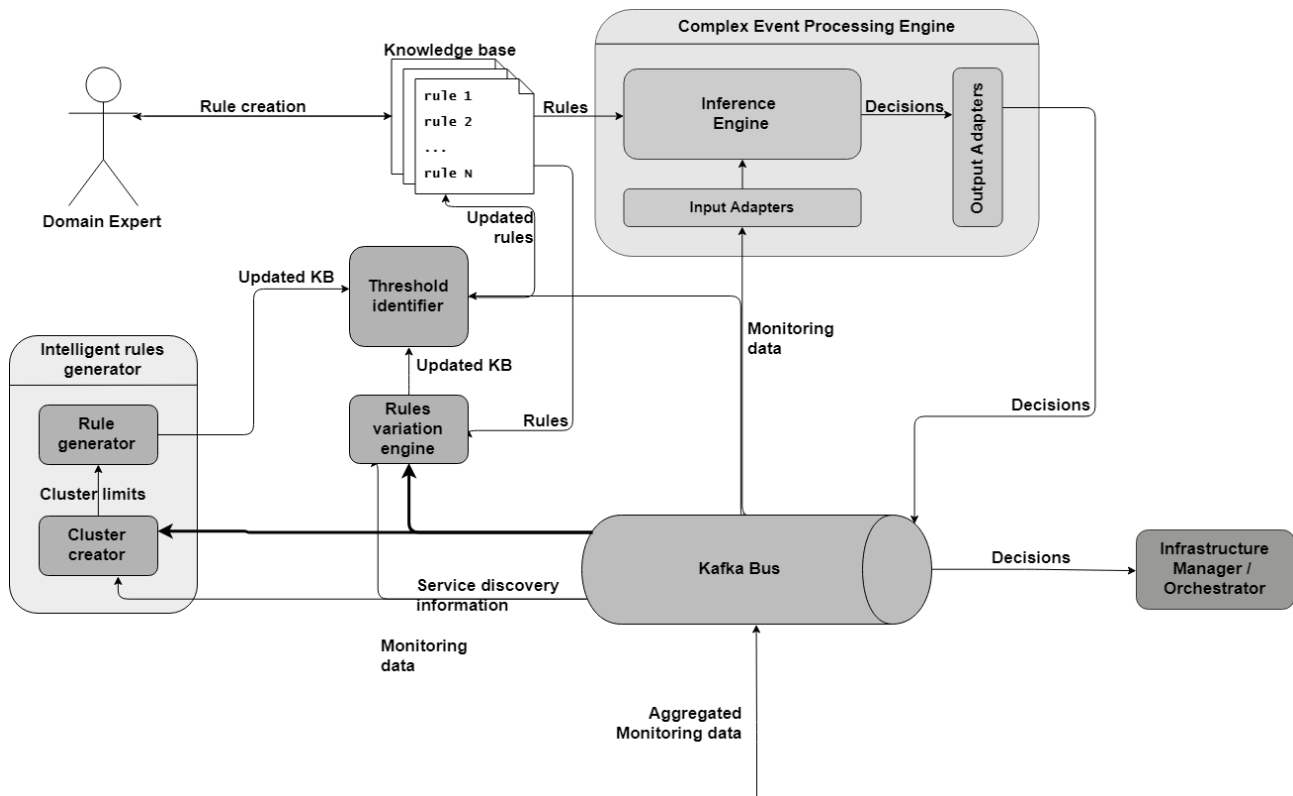 Complex Event Processing Engine
Knowledge base
rule 1
rule 2
...
rule N
Rule creation
Rules
Inference
Engine
Decisions
Output Adapters
Input Adapters
Domain Expert
Updated
rules
Updated KB
Threshold
identifier
Monitoring
data
Intelligent rules
generator
Updated KB
Rule
generator
Rules
variation
engine
Rules
Decisions
Cluster limits
Cluster
creator
Kafka Bus
Decisions
Infrastructure
Manager /
Orchestrator
Service discovery
information
Monitoring
data
Aggregated
Monitoring data